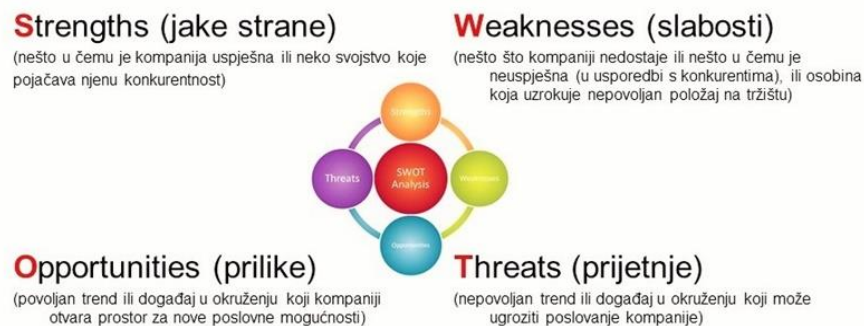 Strengths (jake strane)
(nešto u čemu je kompanija uspješna ili neko svojstvo koje
pojačava njenu konkurentnost)
Weaknesses (slabosti)
(nešto što kompaniji nedostaje ili nešto u čemu je
neuspješna (u usporedbi s konkurentima), ili osobina
koja uzrokuje nepovoljan položaj na tržištu)
Strengths
Threats
SWOT
Analysis
Weaknesses
Opportunities
Opportunities (prilike)
(povoljan trend ili događaj u okruženju koji kompaniji
otvara prostor za nove poslovne mogućnosti)
Threats (prijetnje)
(nepovoljan trend ili događaj u okruženju koji može
ugroziti poslovanje kompanije)